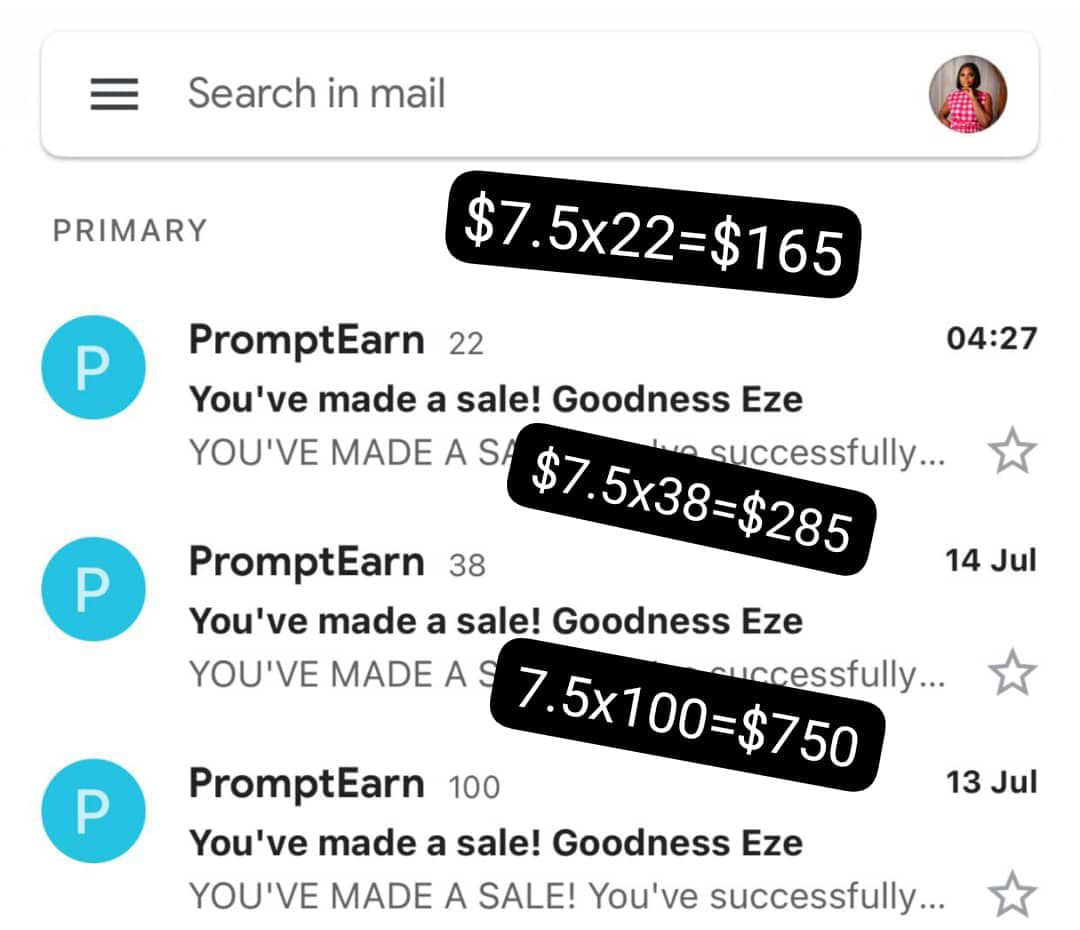 Search in mail
PRIMARY
$7.5x22=$165
P
PromptEarn 22 04:27
You've made a sale! Goodness Eze
YOU'VE MADE A SA successfully...
$7.5x38=$285
P
PromptEarn 38 14 Jul
You've made a sale! Goodness Eze
YOU'VE MADE A S successfully...
7.5x100=$750
P
PromptEarn 100 13 Jul
You've made a sale! Goodness Eze
YOU'VE MADE A SALE! You've successfully...